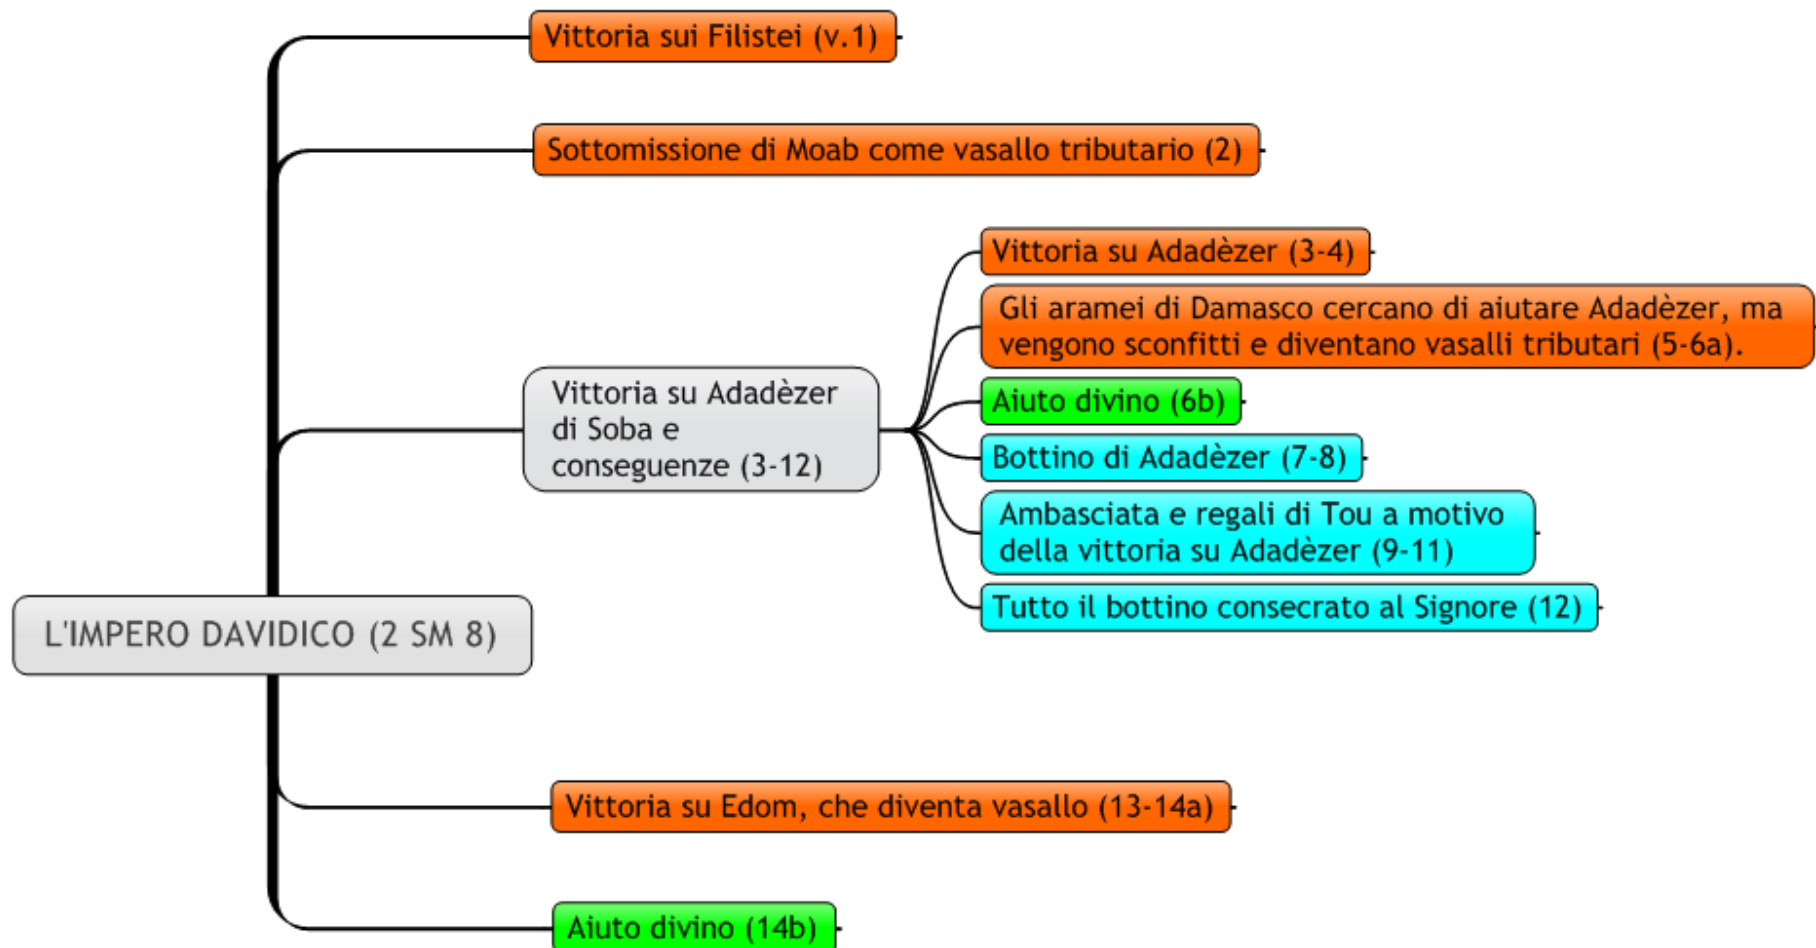 Vittoria sui Filistei (v.1)
Sottomissione di Moab come vasallo tributario (2)
Vittoria su Adadèzer (3-4)
Gli aramei di Damasco cercano di aiutare Adadèzer, ma
vengono sconfitti e diventano vasalli tributari (5-6a).
Vittoria su Adadèzer
di Soba e
conseguenze (3-12)
Aiuto divino (6b)
Bottino di Adadèzer (7-8)
Ambasciata e regali di Tou a motivo
della vittoria su Adadèzer (9-11)
Tutto il bottino consecrato al Signore (12)
L'IMPERO DAVIDICO (2 SM 8)
Vittoria su Edom, che diventa vasallo (13-14a)
Aiuto divino (14b)